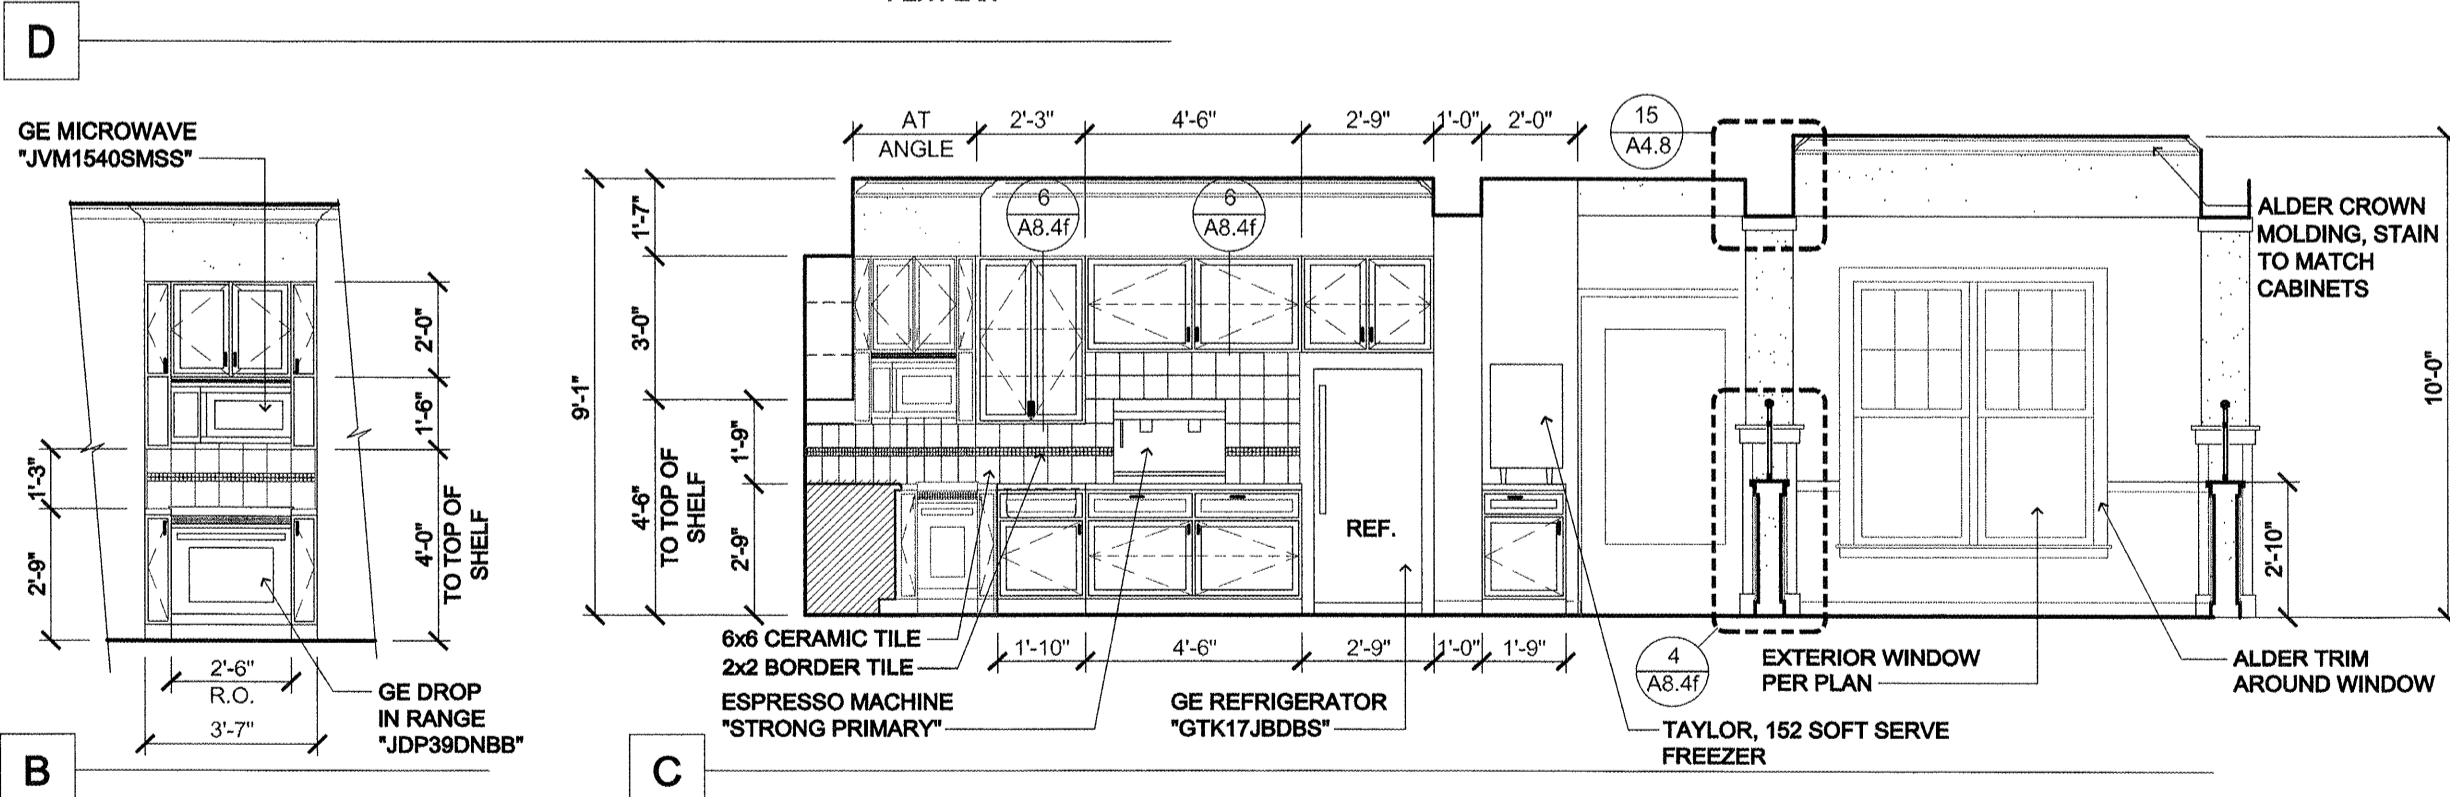 D
GE MICROWAVE
"JVM1540SMSS"
2'-0"
1'-6"
4'-0"
TO TOP OF
SHELF
1'-3"
2'-9"
2'-6"
R.O.
3'-7"
GE DROP
IN RANGE
"JDP39DNBB"
B
AT
ANGLE
2'-3"
4'-6"
2'-9"
1'-0"
2'-0"
15
A4.8
6
A8.4f
6
A8.4f
9'-1"
1'-7"
3'-0"
4'-6"
TO TOP OF
SHELF
1'-9"
2'-9"
REF.
ALDER CROWN
MOLDING, STAIN
TO MATCH
CABINETS
10'-0"
2'-10"
6x6 CERAMIC TILE
2x2 BORDER TILE
ESPRESSO MACHINE
"STRONG PRIMARY"
1'-10"
4'-6"
2'-9"
1'-0"
1'-9"
GE REFRIGERATOR
"GTK17JBDBS"
4
A8.4f
EXTERIOR WINDOW
PER PLAN
TAYLOR, 152 SOFT SERVE
FREEZER
ALDER TRIM
AROUND WINDOW
C